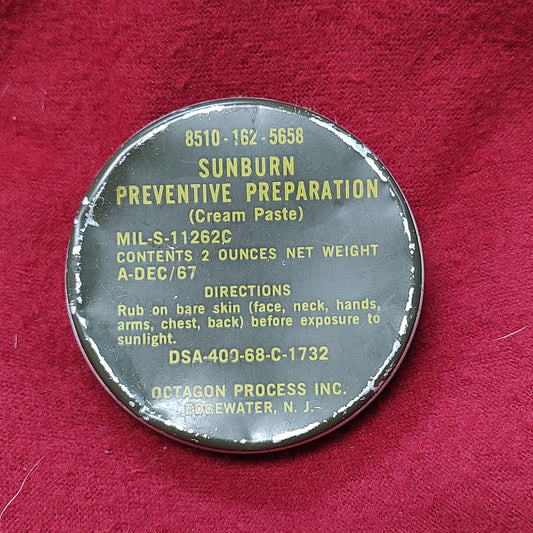 8510-162-5658
SUNBURN
PREVENTIVE PREPARATION
(Cream Paste)
MIL-S-11262C
CONTENTS 2 OUNCES NET WEIGHT
A-DEC/67
DIRECTIONS
Rub on bare skin (face, neck, hands,
arms, chest, back) before exposure to
sunlight.
DSA-400-68-C-1732
OCTAGON PROCESS INC.
EDGEWATER, N. J.